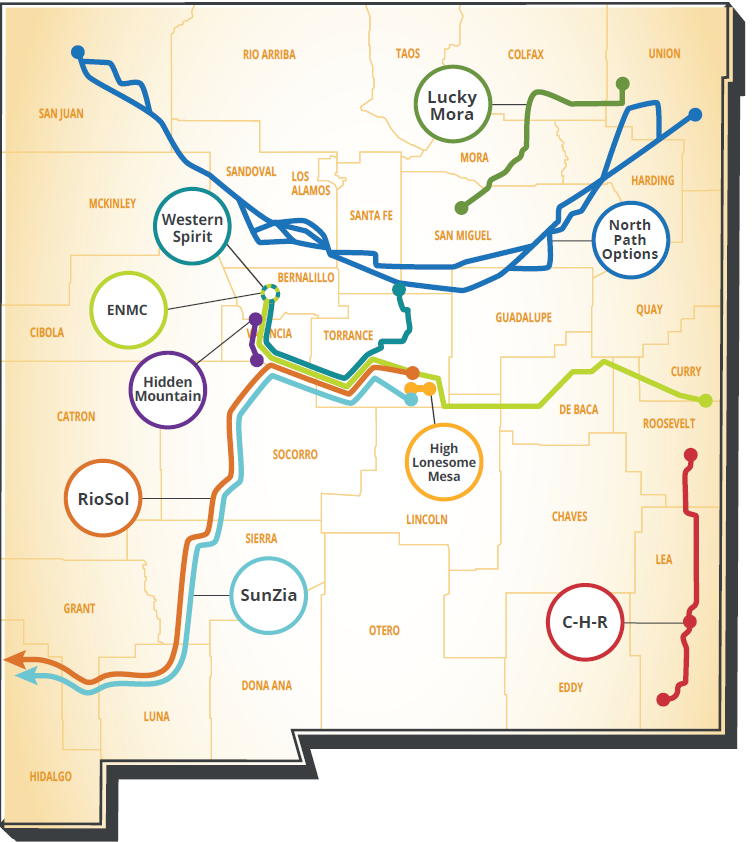 RIO ARRIBA
TAOS
COLFAX
UNION
SAN JUAN
Lucky
Mora
MORA
SANDOVAL
LOS
ALAMOS
HARDING
MCKINLEY
SANTA FE
Western
Spirit
SAN MIGUEL
North
Path
Options
BERNALILLO
ENMC
GUADALUPE
QUAY
CIBOLA
TORRANCE
CURRY
Hidden
Mountain
DE BACA
CATRON
ROOSEVELT
High
Lonesome
Mesa
SOCORRO
RioSol
LINCOLN
CHAVES
SIERRA
LEA
SunZia
GRANT
C-H-R
OTERO
DONA ANA
EDDY
LUNA
HIDALGO